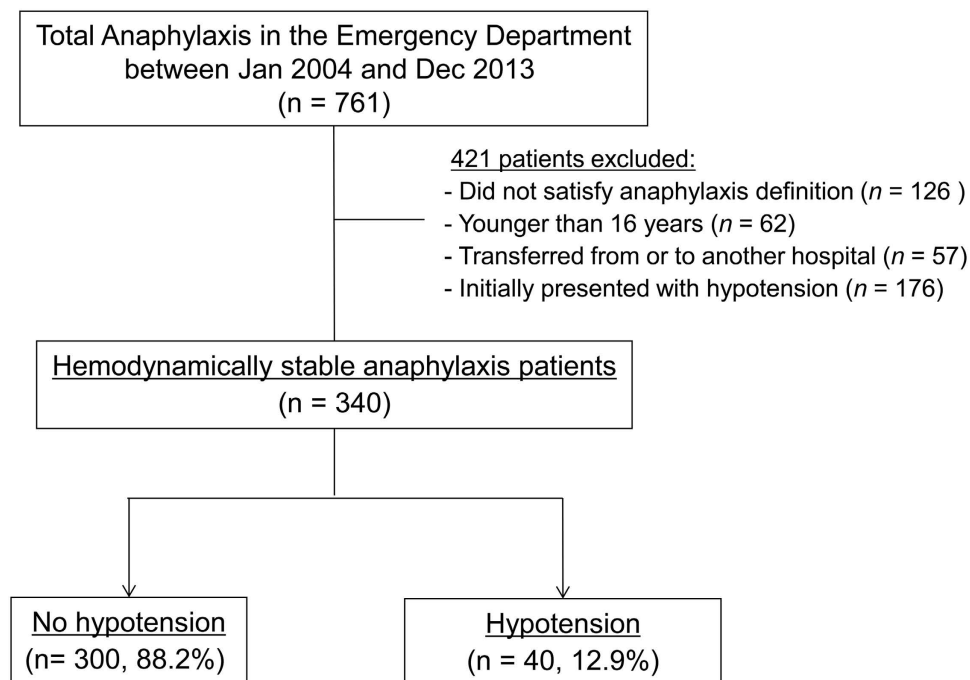 Total Anaphylaxis in the Emergency Department
between Jan 2004 and Dec 2013
(n = 761)
421 patients excluded:
- Did not satisfy anaphylaxis definition (n = 126 )
- Younger than 16 years (n = 62)
- Transferred from or to another hospital (n = 57)
- Initially presented with hypotension (n = 176)
Hemodynamically stable anaphylaxis patients
(n = 340)
No hypotension
(n= 300, 88.2%)
Hypotension
(n = 40, 12.9%)